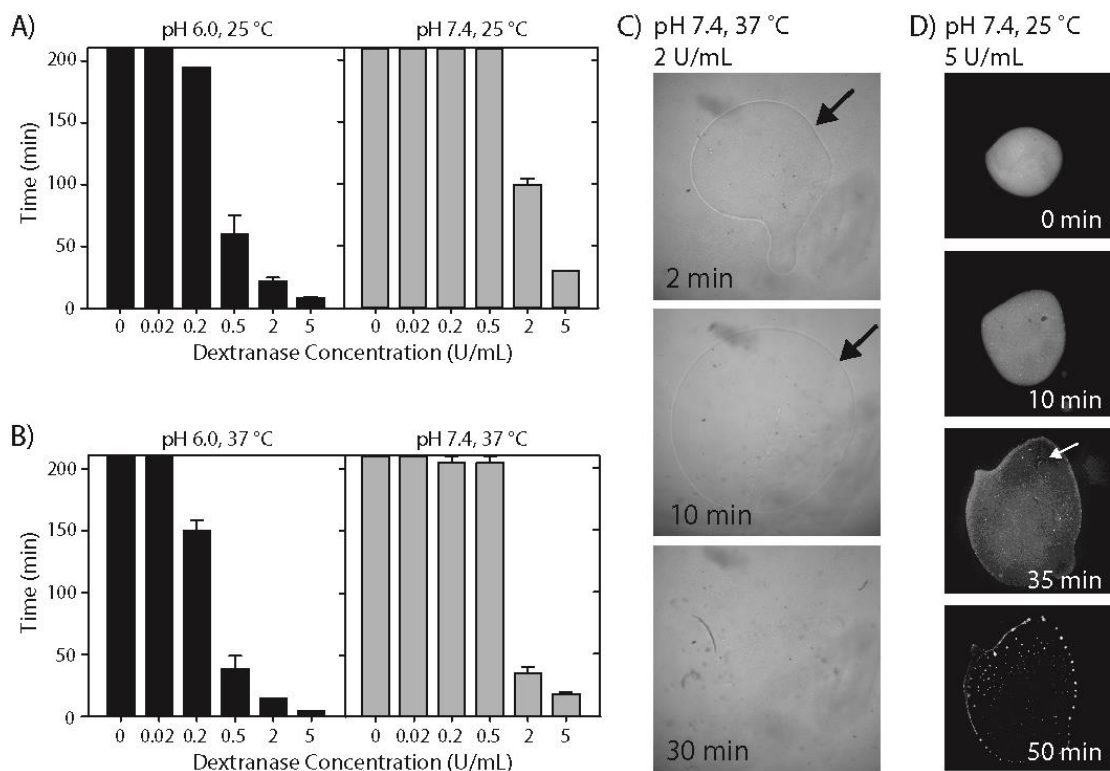 A)
pH 6.0, 25 °C
pH 7.4, 25 °C
Time (min)
200
150
100
50
0
0 0.02 0.2 0.5 2 5
0 0.02 0.2 0.5 2 5
Dextranase Concentration (U/mL)
B)
pH 6.0, 37 °C
pH 7.4, 37 °C
Time (min)
200
150
100
50
0
0 0.02 0.2 0.5 2 5
0 0.02 0.2 0.5 2 5
Dextranase Concentration (U/mL)
C) pH 7.4, 37 °C
2 U/mL
2 min
10 min
30 min
D) pH 7.4, 25 °C
5 U/mL
0 min
10 min
35 min
50 min